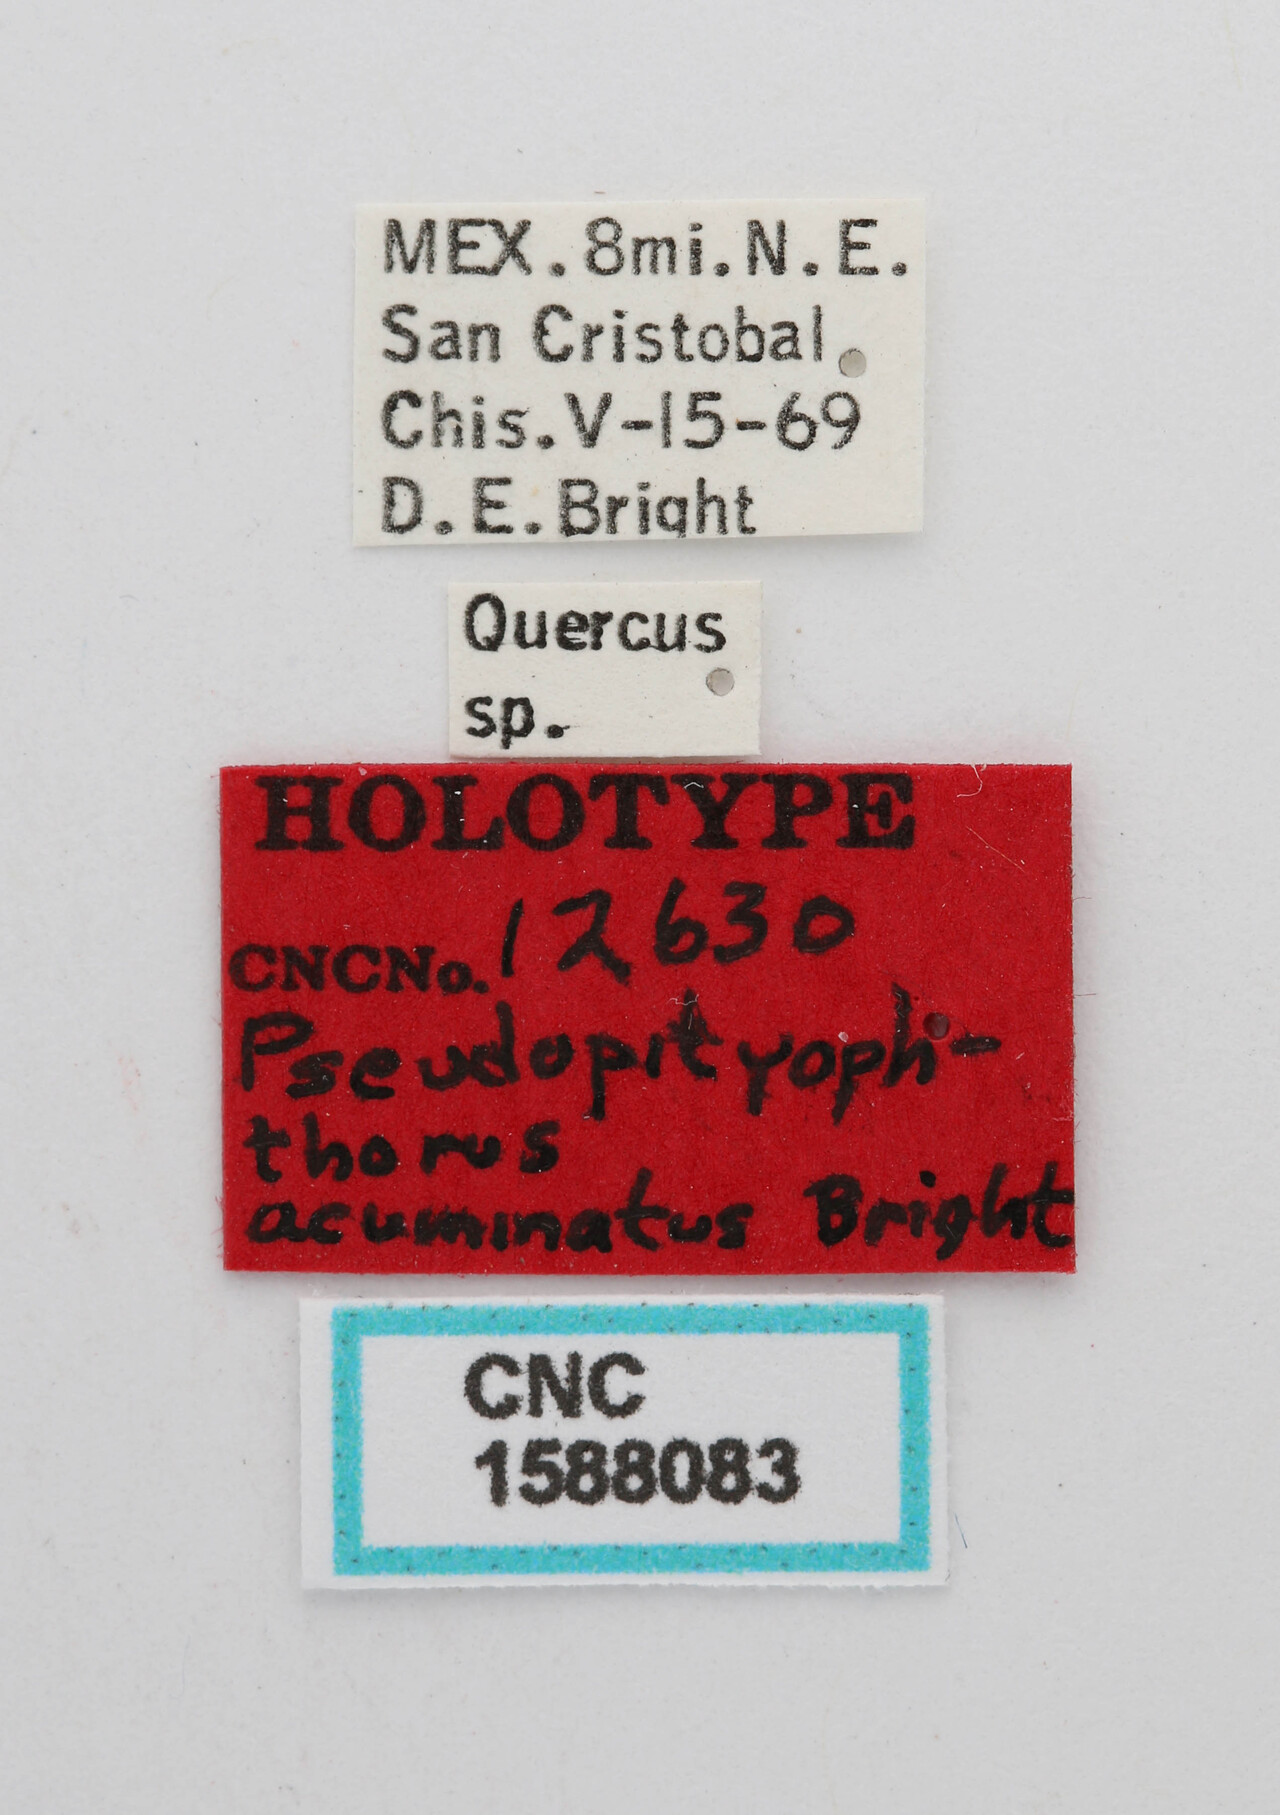 MEX. 8mi. N. E.
San Cristobal
Chis. V-15-69
D. E. Bright
Quercus
sp.
HOLOTYPE
CNCNo. 12630
Pseudopityoph-
thorus
acuminatus Bright
CNC
1588083